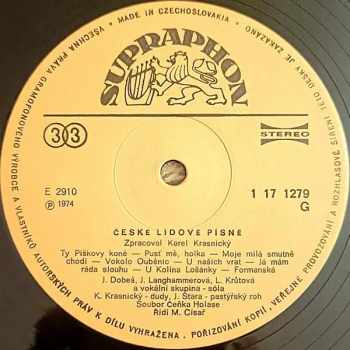 VŠECHNA PRÁVA GRAMOFONOVÉHO VÝROBCE A VLASTNÍKŮ AUTORSKÝCH PRÁV K DÍLU VYHRAŽENA. POŘIZOVÁNÍ KOPIÍ, VEŘEJNÉ PROVOZOVÁNÍ A ROZHLASOVÉ ŠÍŘENÍ TÉTO DESKY JE ZAKÁZÁNO
MADE IN CZECHOSLOVAKIA
SUPRAPHON
33
STEREO
E 2910
1 17 1279
℗ 1974
G
ČESKÉ LIDOVÉ PÍSNĚ
Zpracoval Karel Krasnický
Ty Pískovy koně — Pusť mě, holka — Moje milá smutně
chodí — Vokolo Ouběnic — U našich vrat — Já mám
ráda slouhu — U Kolína Lošánky — Formanská
J. Dobeš, J. Langhammerová, L. Krůtová
a vokální skupina - sóla
K. Krasnický - dudy, J. Šťára - pastýřský roh
Soubor Čeňka Holase
Řídí M. Císař